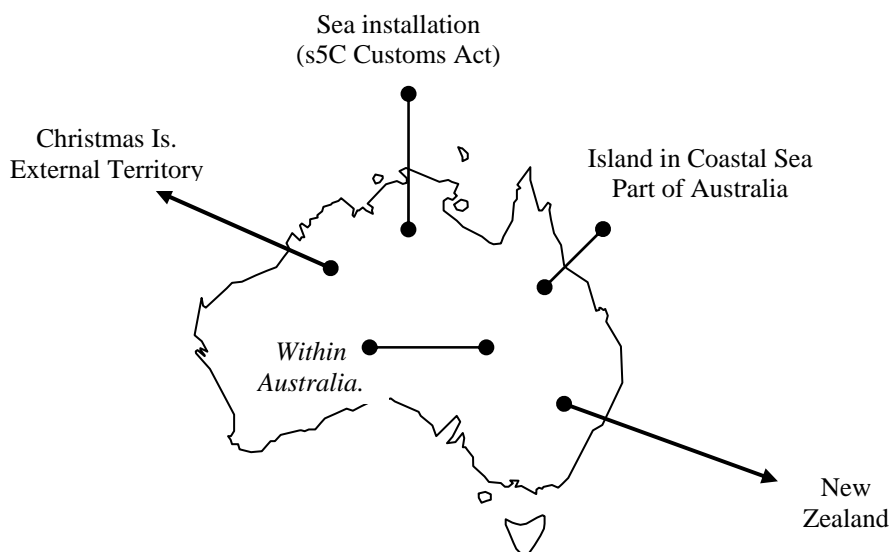 Sea installation
(s5C Customs Act)
Christmas Is.
External Territory
Island in Coastal Sea
Part of Australia
Within
Australia.
New
Zealand